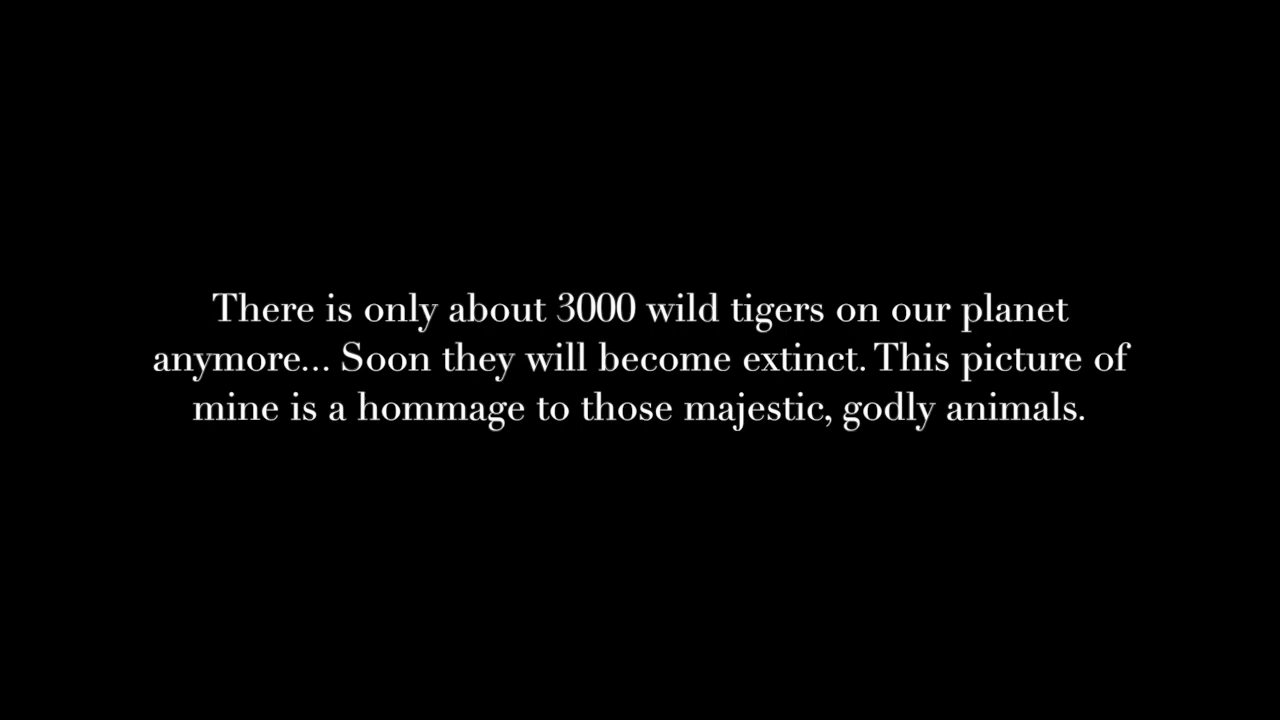 There is only about 3000 wild tigers on our planet
anymore... Soon they will become extinct. This picture of
mine is a hommage to those majestic, godly animals.